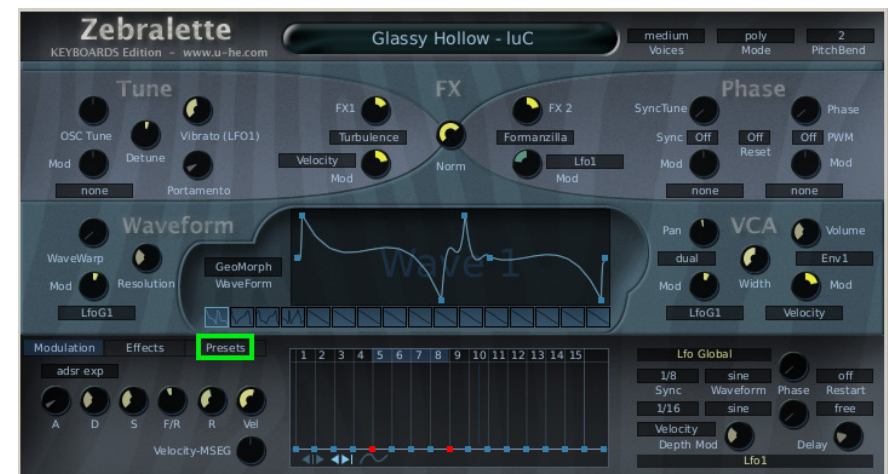 Zebralette
KEYBOARDS Edition – www.u-he.com
Glassy Hollow - luC
medium poly 2
Voices Mode PitchBend
Tune FX Phase
FX1 FX 2 SyncTune Phase
OSC Tune Vibrato (LFO1) Turbulence Formanzilla Sync Off Off Off PWM
Detune Velocity Norm Lfo1 Reset
Mod Mod Mod Mod Mod
none Portamento none none
Waveform Wave 1 Pan VCA Volume
WaveWarp GeoMorph dual Env1
Mod Resolution WaveForm Mod Width Mod
LfoG1 LfoG1 Velocity
Modulation Effects Presets
1 2 3 4 5 6 7 8 9 10 11 12 13 14 15
Lfo Global
adsr exp 1/8 sine off
Sync Waveform Phase Restart
1/16 sine free
A D S F/R R Vel Velocity
Velocity-MSEG Depth Mod Delay
Lfo1